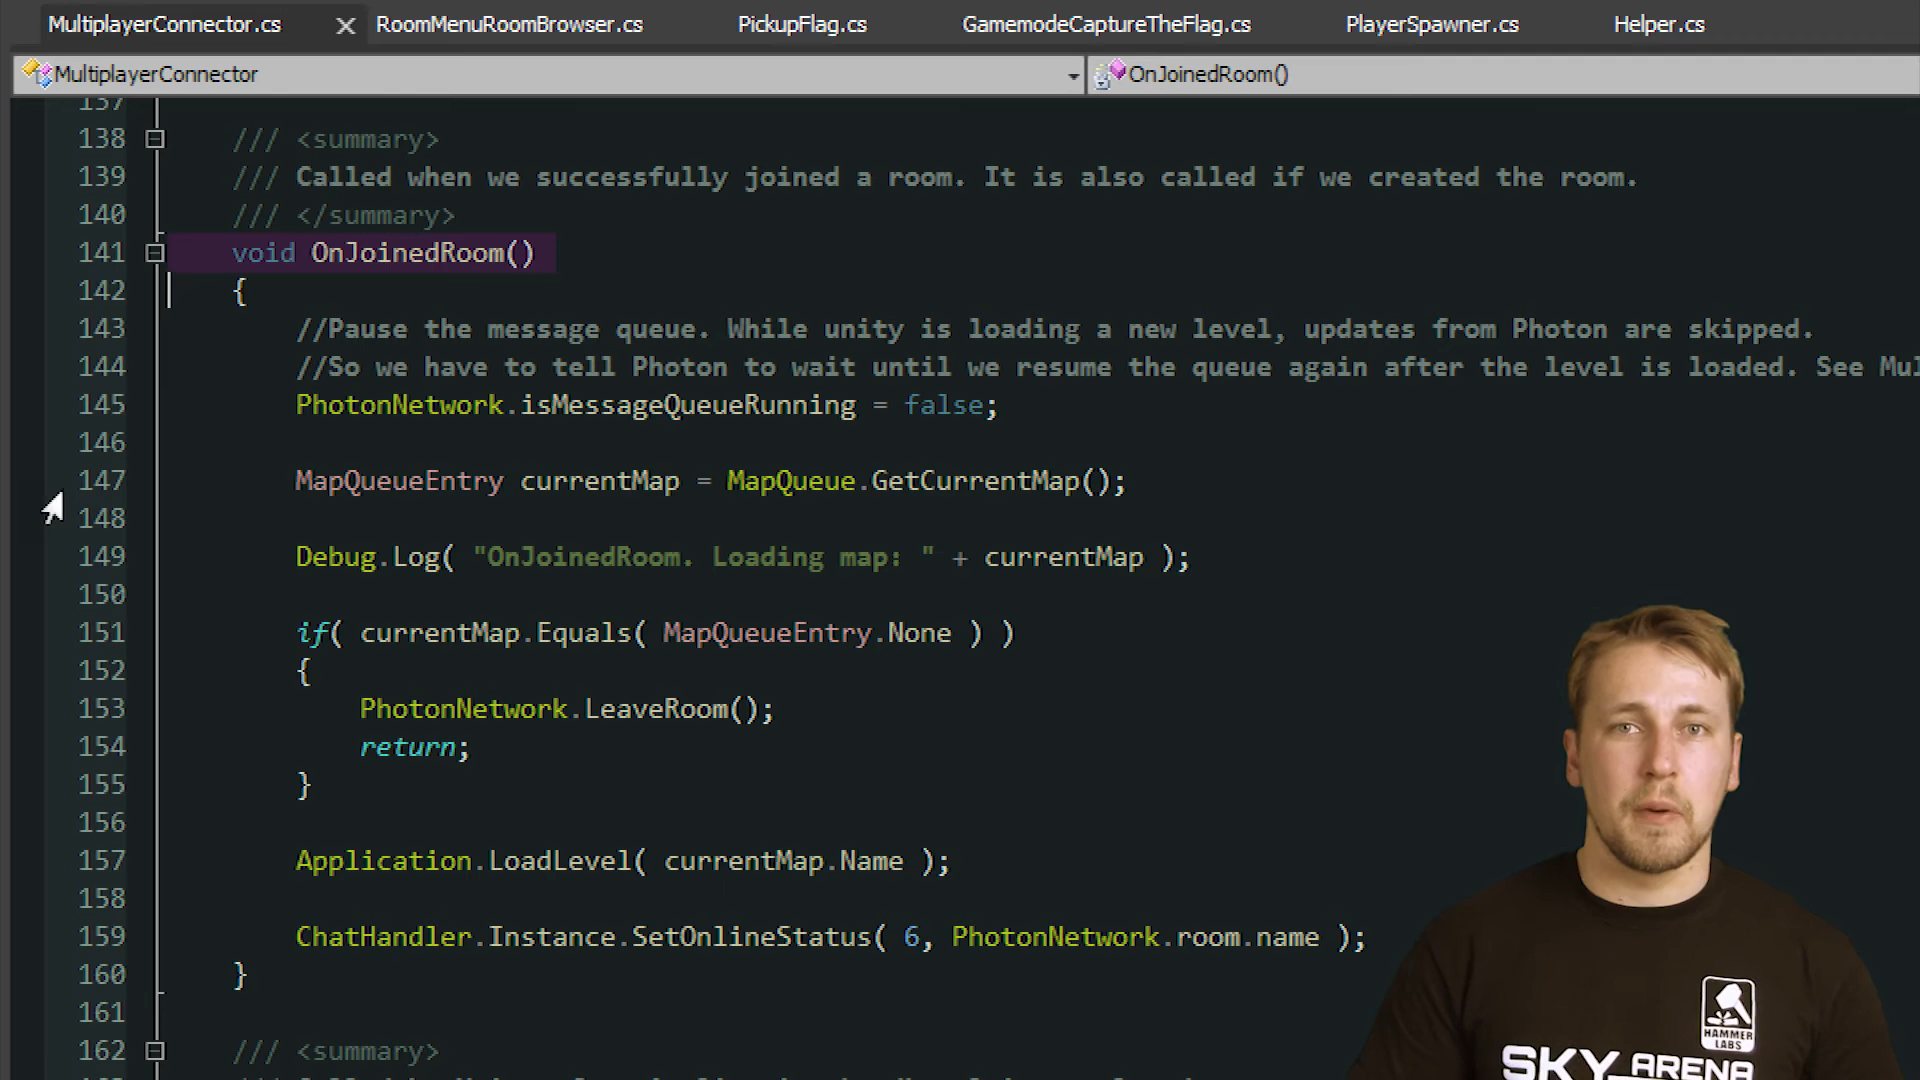 MultiplayerConnector.cs RoomMenuRoomBrowser.cs PickupFlag.cs GamemodeCaptureTheFlag.cs PlayerSpawner.cs Helper.cs
MultiplayerConnector OnJoinedRoom()
137
138 /// <summary>
139 /// Called when we successfully joined a room. It is also called if we created the room.
140 /// </summary>
141 void OnJoinedRoom()
142 {
143 //Pause the message queue. While unity is loading a new level, updates from Photon are skipped.
144 //So we have to tell Photon to wait until we resume the queue again after the level is loaded. See Mul
145 PhotonNetwork.isMessageQueueRunning = false;
146
147 MapQueueEntry currentMap = MapQueue.GetCurrentMap();
148
149 Debug.Log( "OnJoinedRoom. Loading map: " + currentMap );
150
151 if( currentMap.Equals( MapQueueEntry.None ) )
152 {
153 PhotonNetwork.LeaveRoom();
154 return;
155 }
156
157 Application.LoadLevel( currentMap.Name );
158
159 ChatHandler.Instance.SetOnlineStatus( 6, PhotonNetwork.room.name );
160 }
161
162 /// <summary>
HAMMER
LABS
SKY ARENA